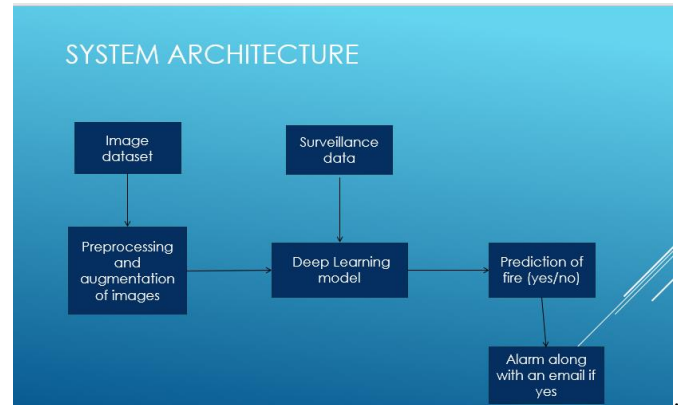 SYSTEM ARCHITECTURE
Image
dataset
Surveillance
data
Preprocessing
and
augmentation
of images
Deep Learning
model
Prediction of
fire (yes/no)
Alarm along
with an email if
yes